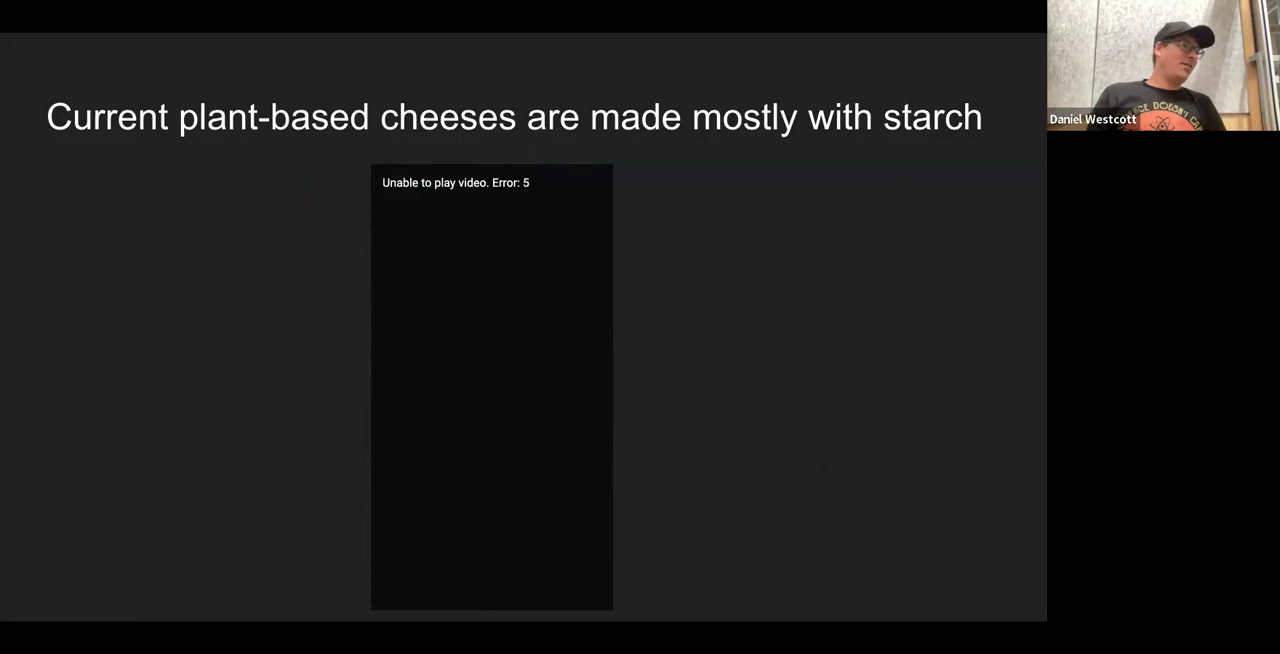 Current plant-based cheeses are made mostly with starch
Unable to play video. Error: 5
Daniel Westcott